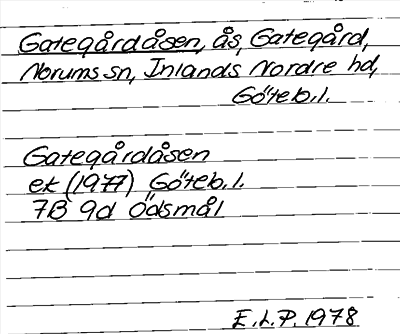 Gategårdåsen, ås, Gategård,
Norums sn, Inlands Nordre hd,
Göteb. l.
Gategårdåsen
ek (1977) Göteb. l.
7B 9d Ödsmål
E.L.P. 1978